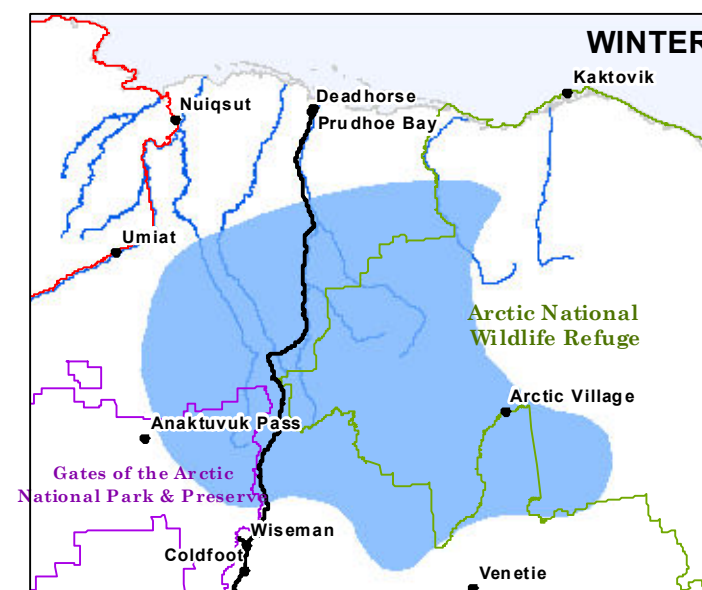 WINTER
Kaktovik
Deadhorse
Prudhoe Bay
Nuiqsut
Umiat
Arctic National
Wildlife Refuge
Arctic Village
Anaktuvuk Pass
Gates of the Arctic
National Park & Preserve
Wiseman
Coldfoot
Venetie